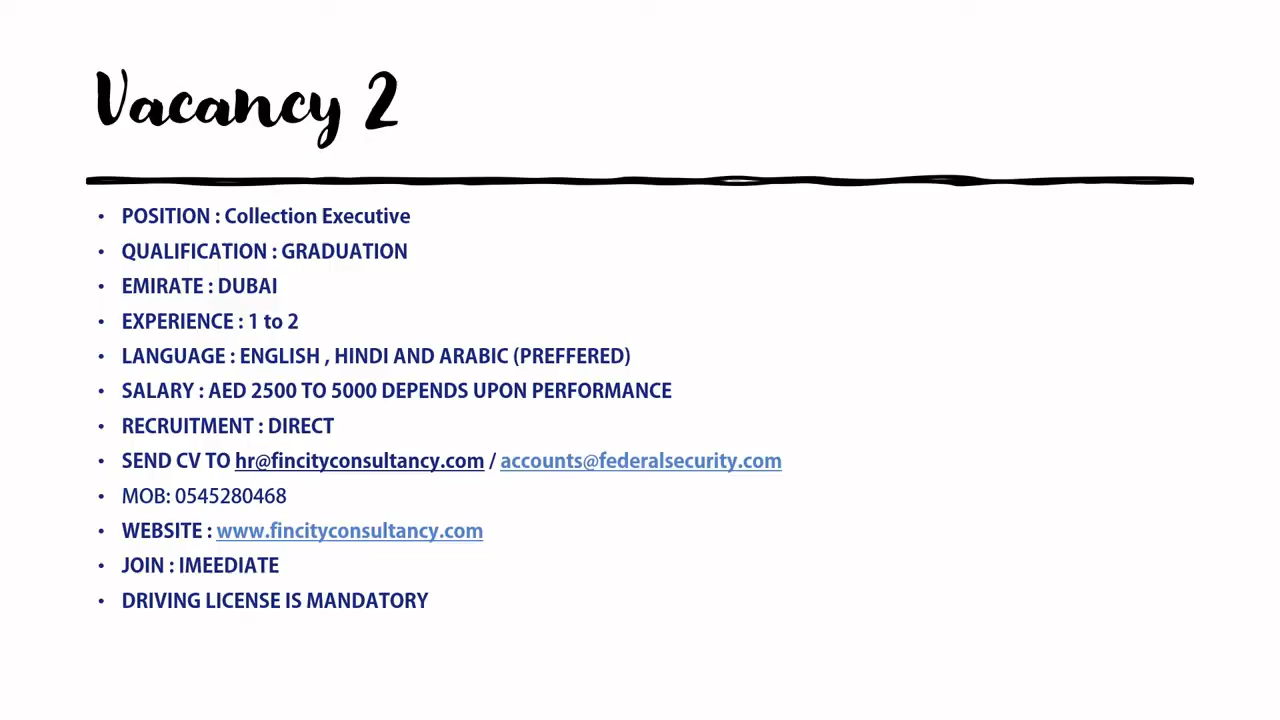 Vacancy 2
• POSITION : Collection Executive
• QUALIFICATION : GRADUATION
• EMIRATE : DUBAI
• EXPERIENCE : 1 to 2
• LANGUAGE : ENGLISH , HINDI AND ARABIC (PREFFERED)
• SALARY : AED 2500 TO 5000 DEPENDS UPON PERFORMANCE
• RECRUITMENT : DIRECT
• SEND CV TO hr@fincityconsultancy.com / accounts@federalsecurity.com
• MOB: 0545280468
• WEBSITE : www.fincityconsultancy.com
• JOIN : IMEEDIATE
• DRIVING LICENSE IS MANDATORY